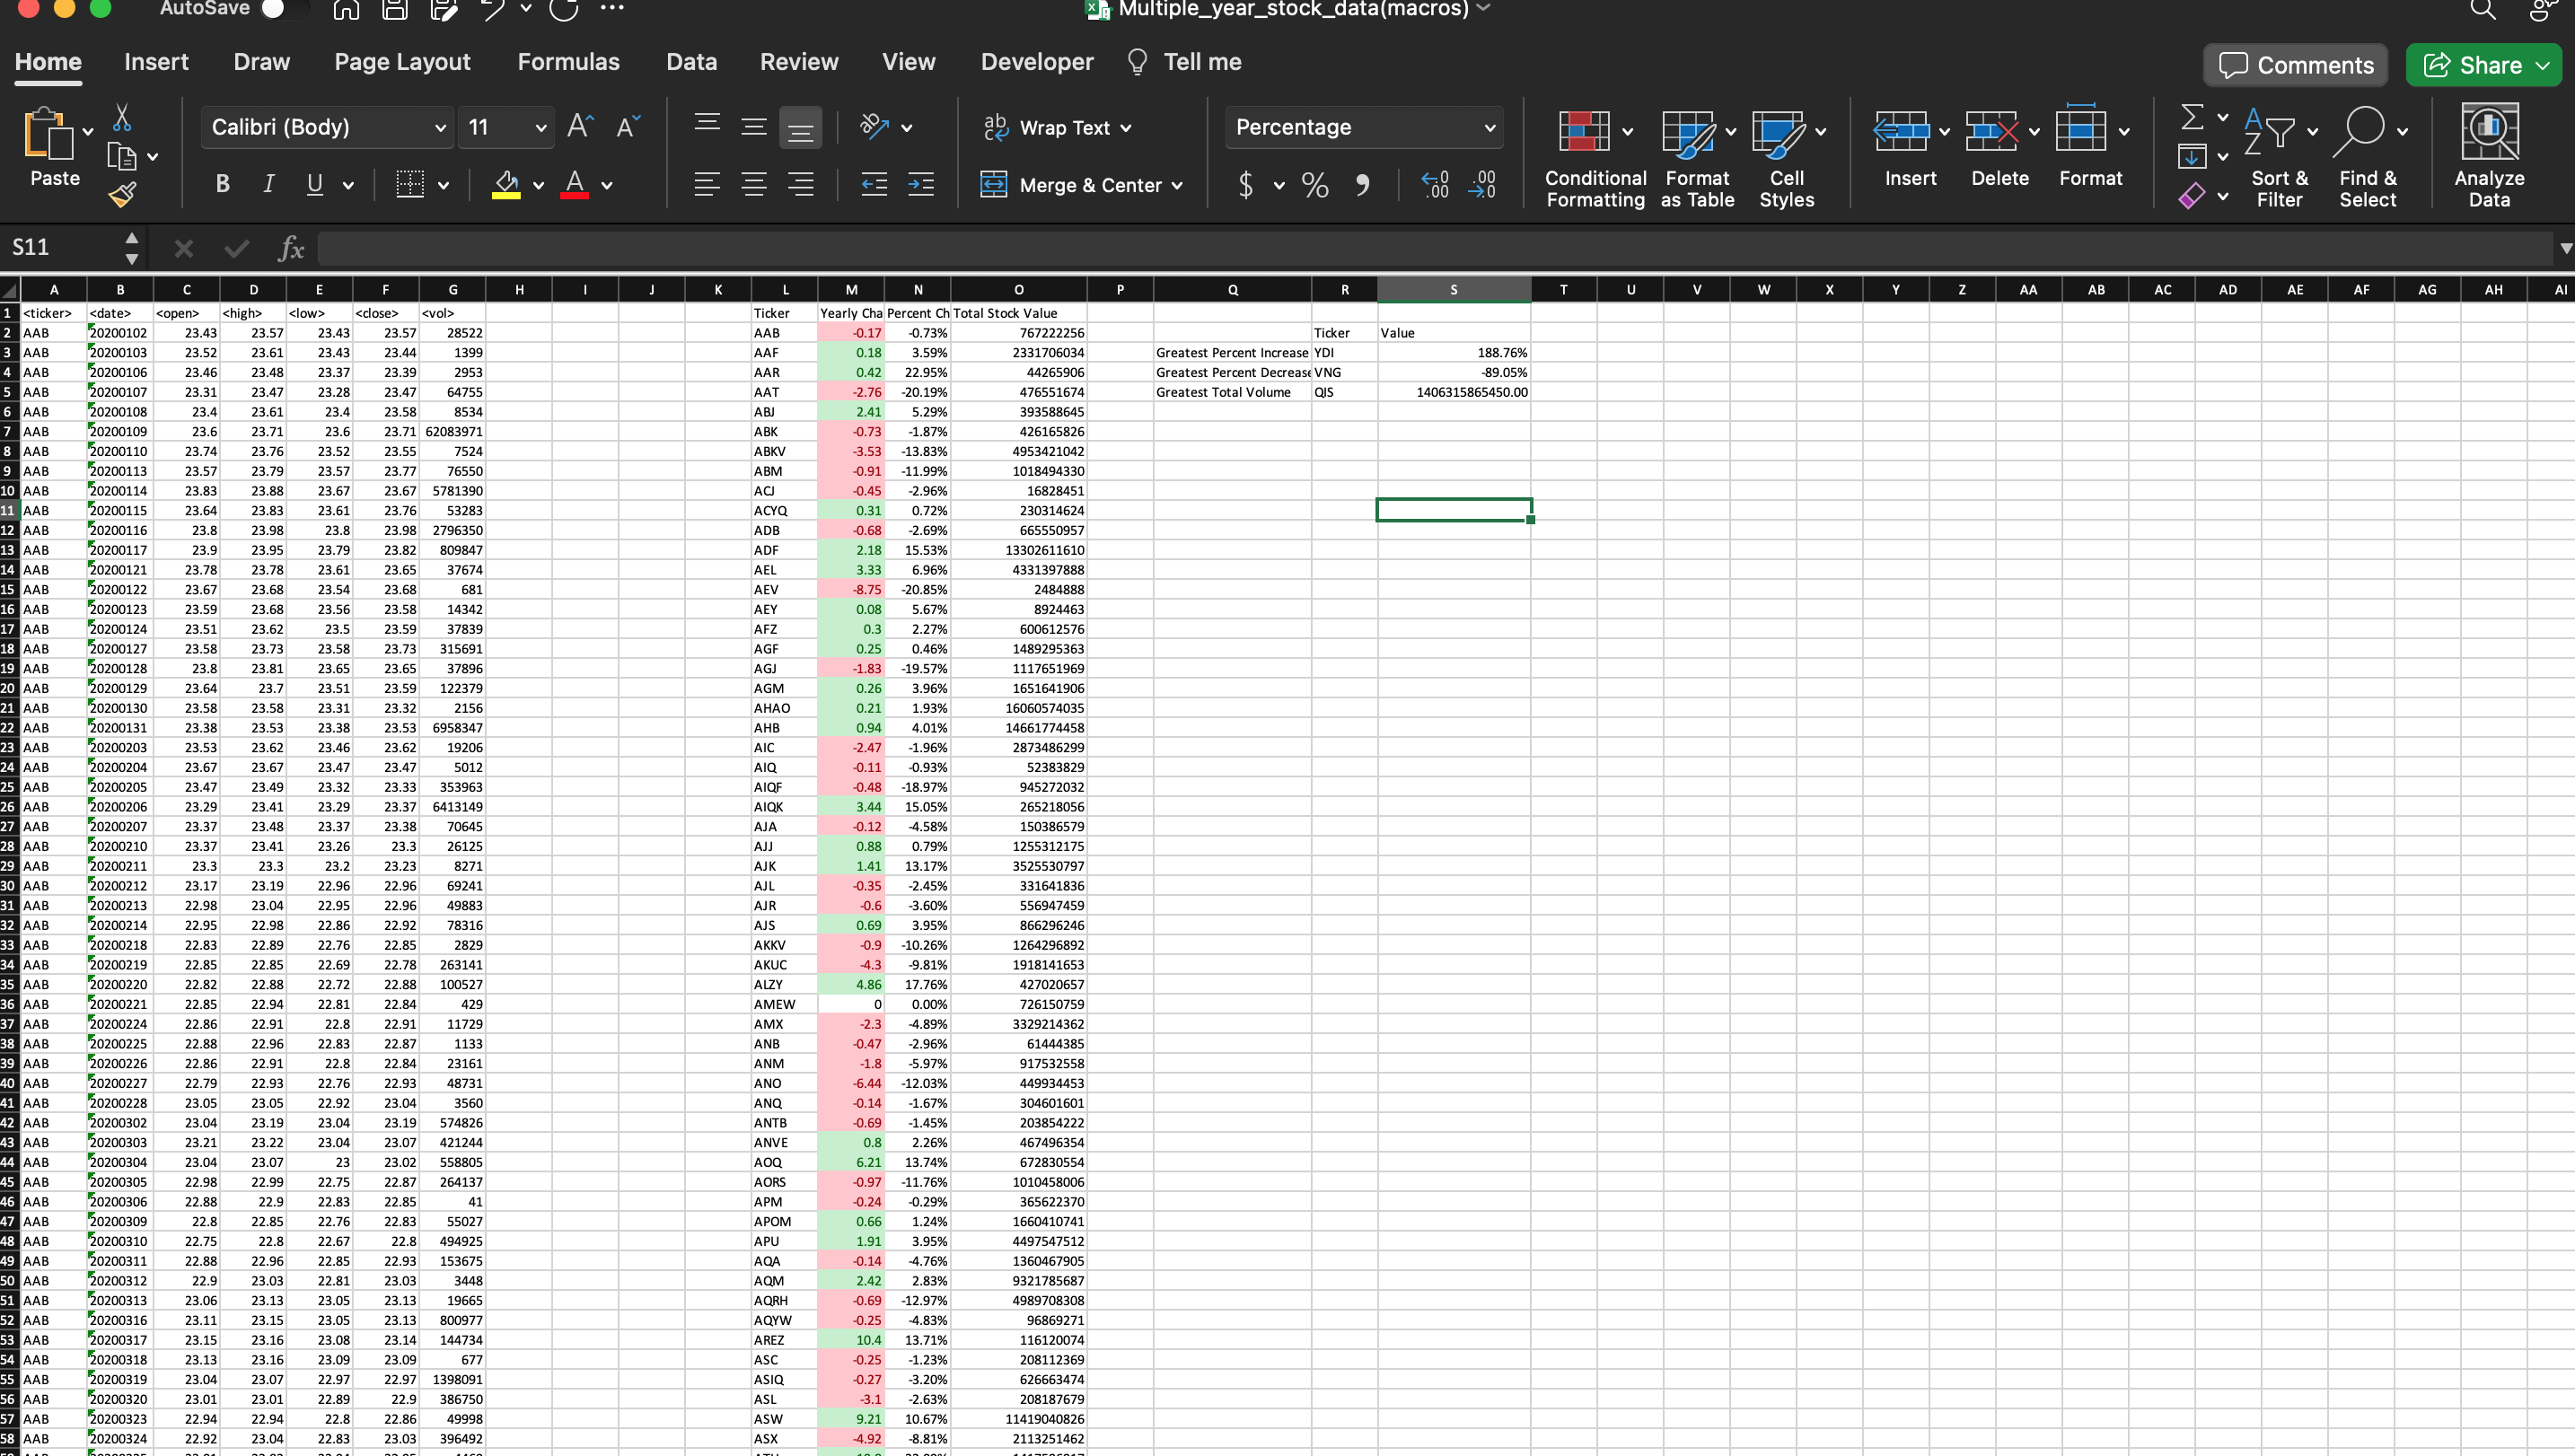 AutoSave
Multiple_year_stock_data(macros)
Home Insert Draw Page Layout Formulas Data Review View Developer Tell me Comments Share
Paste Calibri (Body) 11 Wrap Text Merge & Center Percentage Conditional Formatting Format as Table Cell Styles Insert Delete Format Sort & Filter Find & Select Analyze Data
S11 fx
A B C D E F G H I J K L M N O P Q R S T U V W X Y Z AA AB AC AD AE AF AG AH AI
1 <ticker> <date> <open> <high> <low> <close> <vol> Ticker Yearly Cha Percent Ch Total Stock Value
2 AAB 20200102 23.43 23.57 23.43 23.57 28522 AAB -0.17 -0.73% 767222256 Ticker Value
3 AAB 20200103 23.52 23.61 23.43 23.44 1399 AAF 0.18 3.59% 2331706034 Greatest Percent Increase YDI 188.76%
4 AAB 20200106 23.46 23.48 23.37 23.39 2953 AAR 0.42 22.95% 44265906 Greatest Percent Decrease VNG -89.05%
5 AAB 20200107 23.31 23.47 23.28 23.47 64755 AAT -2.76 -20.19% 476551674 Greatest Total Volume QJS 1406315865450.00
6 AAB 20200108 23.4 23.61 23.4 23.58 8534 ABJ 2.41 5.29% 393588645
7 AAB 20200109 23.6 23.71 23.6 23.71 62083971 ABK -0.73 -1.87% 426165826
8 AAB 20200110 23.74 23.76 23.52 23.55 7524 ABKV -3.53 -13.83% 4953421042
9 AAB 20200113 23.57 23.79 23.57 23.77 76550 ABM -0.91 -11.99% 1018494330
10 AAB 20200114 23.83 23.88 23.67 23.67 5781390 ACJ -0.45 -2.96% 16828451
11 AAB 20200115 23.64 23.83 23.61 23.76 53283 ACYQ 0.31 0.72% 230314624
12 AAB 20200116 23.8 23.98 23.8 23.98 2796350 ADB -0.68 -2.69% 665550957
13 AAB 20200117 23.9 23.95 23.79 23.82 809847 ADF 2.18 15.53% 13302611610
14 AAB 20200121 23.78 23.78 23.61 23.65 37674 AEL 3.33 6.96% 4331397888
15 AAB 20200122 23.67 23.68 23.54 23.68 681 AEV -8.75 -20.85% 2484888
16 AAB 20200123 23.59 23.68 23.56 23.58 14342 AEY 0.08 5.67% 8924463
17 AAB 20200124 23.51 23.62 23.5 23.59 37839 AFZ 0.3 2.27% 600612576
18 AAB 20200127 23.58 23.73 23.58 23.73 315691 AGF 0.25 0.46% 1489295363
19 AAB 20200128 23.8 23.81 23.65 23.65 37896 AGJ -1.83 -19.57% 1117651969
20 AAB 20200129 23.64 23.7 23.51 23.59 122379 AGM 0.26 3.96% 1651641906
21 AAB 20200130 23.58 23.58 23.31 23.32 2156 AHAO 0.21 1.93% 16060574035
22 AAB 20200131 23.38 23.53 23.38 23.53 6958347 AHB 0.94 4.01% 14661774458
23 AAB 20200203 23.53 23.62 23.46 23.62 19206 AIC -2.47 -1.96% 2873486299
24 AAB 20200204 23.67 23.67 23.47 23.47 5012 AIQ -0.11 -0.93% 52383829
25 AAB 20200205 23.47 23.49 23.32 23.33 353963 AIQF -0.48 -18.97% 945272032
26 AAB 20200206 23.29 23.41 23.29 23.37 6413149 AIQK 3.44 15.05% 265218056
27 AAB 20200207 23.37 23.48 23.37 23.38 70645 AJA -0.12 -4.58% 150386579
28 AAB 20200210 23.37 23.41 23.26 23.3 26125 AJJ 0.88 0.79% 1255312175
29 AAB 20200211 23.3 23.3 23.2 23.23 8271 AJK 1.41 13.17% 3525530797
30 AAB 20200212 23.17 23.19 22.96 22.96 69241 AJL -0.35 -2.45% 331641836
31 AAB 20200213 22.98 23.04 22.95 22.96 49883 AJR -0.6 -3.60% 556947459
32 AAB 20200214 22.95 22.98 22.86 22.92 78316 AJS 0.69 3.95% 866296246
33 AAB 20200218 22.83 22.89 22.76 22.85 2829 AKKV -0.9 -10.26% 1264296892
34 AAB 20200219 22.85 22.85 22.69 22.78 263141 AKUC -4.3 -9.81% 1918141653
35 AAB 20200220 22.82 22.88 22.72 22.88 100527 ALZY 4.86 17.76% 427020657
36 AAB 20200221 22.85 22.94 22.81 22.84 429 AMEW 0 0.00% 726150759
37 AAB 20200224 22.86 22.91 22.8 22.91 11729 AMX -2.3 -4.89% 3329214362
38 AAB 20200225 22.88 22.96 22.83 22.87 1133 ANB -0.47 -2.96% 61444385
39 AAB 20200226 22.86 22.91 22.8 22.84 23161 ANM -1.8 -5.97% 917532558
40 AAB 20200227 22.79 22.93 22.76 22.93 48731 ANO -6.44 -12.03% 449934453
41 AAB 20200228 23.05 23.05 22.92 23.04 3560 ANQ -0.14 -1.67% 304601601
42 AAB 20200302 23.04 23.19 23.04 23.19 574826 ANTB -0.69 -1.45% 203854222
43 AAB 20200303 23.21 23.22 23.04 23.07 421244 ANVE 0.8 2.26% 467496354
44 AAB 20200304 23.04 23.07 23 23.02 558805 AOQ 6.21 13.74% 672830554
45 AAB 20200305 22.98 22.99 22.75 22.87 264137 AORS -0.97 -11.76% 1010458006
46 AAB 20200306 22.88 22.9 22.83 22.85 41 APM -0.24 -0.29% 365622370
47 AAB 20200309 22.8 22.85 22.76 22.83 55027 APOM 0.66 1.24% 1660410741
48 AAB 20200310 22.75 22.8 22.67 22.8 494925 APU 1.91 3.95% 4497547512
49 AAB 20200311 22.88 22.96 22.85 22.93 153675 AQA -0.14 -4.76% 1360467905
50 AAB 20200312 22.9 23.03 22.81 23.03 3448 AQM 2.42 2.83% 9321785687
51 AAB 20200313 23.06 23.13 23.05 23.13 19665 AQRH -0.69 -12.97% 4989708308
52 AAB 20200316 23.11 23.15 23.05 23.13 800977 AQYW -0.25 -4.83% 96869271
53 AAB 20200317 23.15 23.16 23.08 23.14 144734 AREZ 10.4 13.71% 116120074
54 AAB 20200318 23.13 23.16 23.09 23.09 677 ASC -0.25 -1.23% 208112369
55 AAB 20200319 23.04 23.07 22.97 22.97 1398091 ASIQ -0.27 -3.20% 626663474
56 AAB 20200320 23.01 23.01 22.89 22.9 386750 ASL -3.1 -2.63% 208187679
57 AAB 20200323 22.94 22.94 22.8 22.86 49998 ASW 9.21 10.67% 11419040826
58 AAB 20200324 22.92 23.04 22.83 23.03 396492 ASX -4.92 -8.81% 2113251462